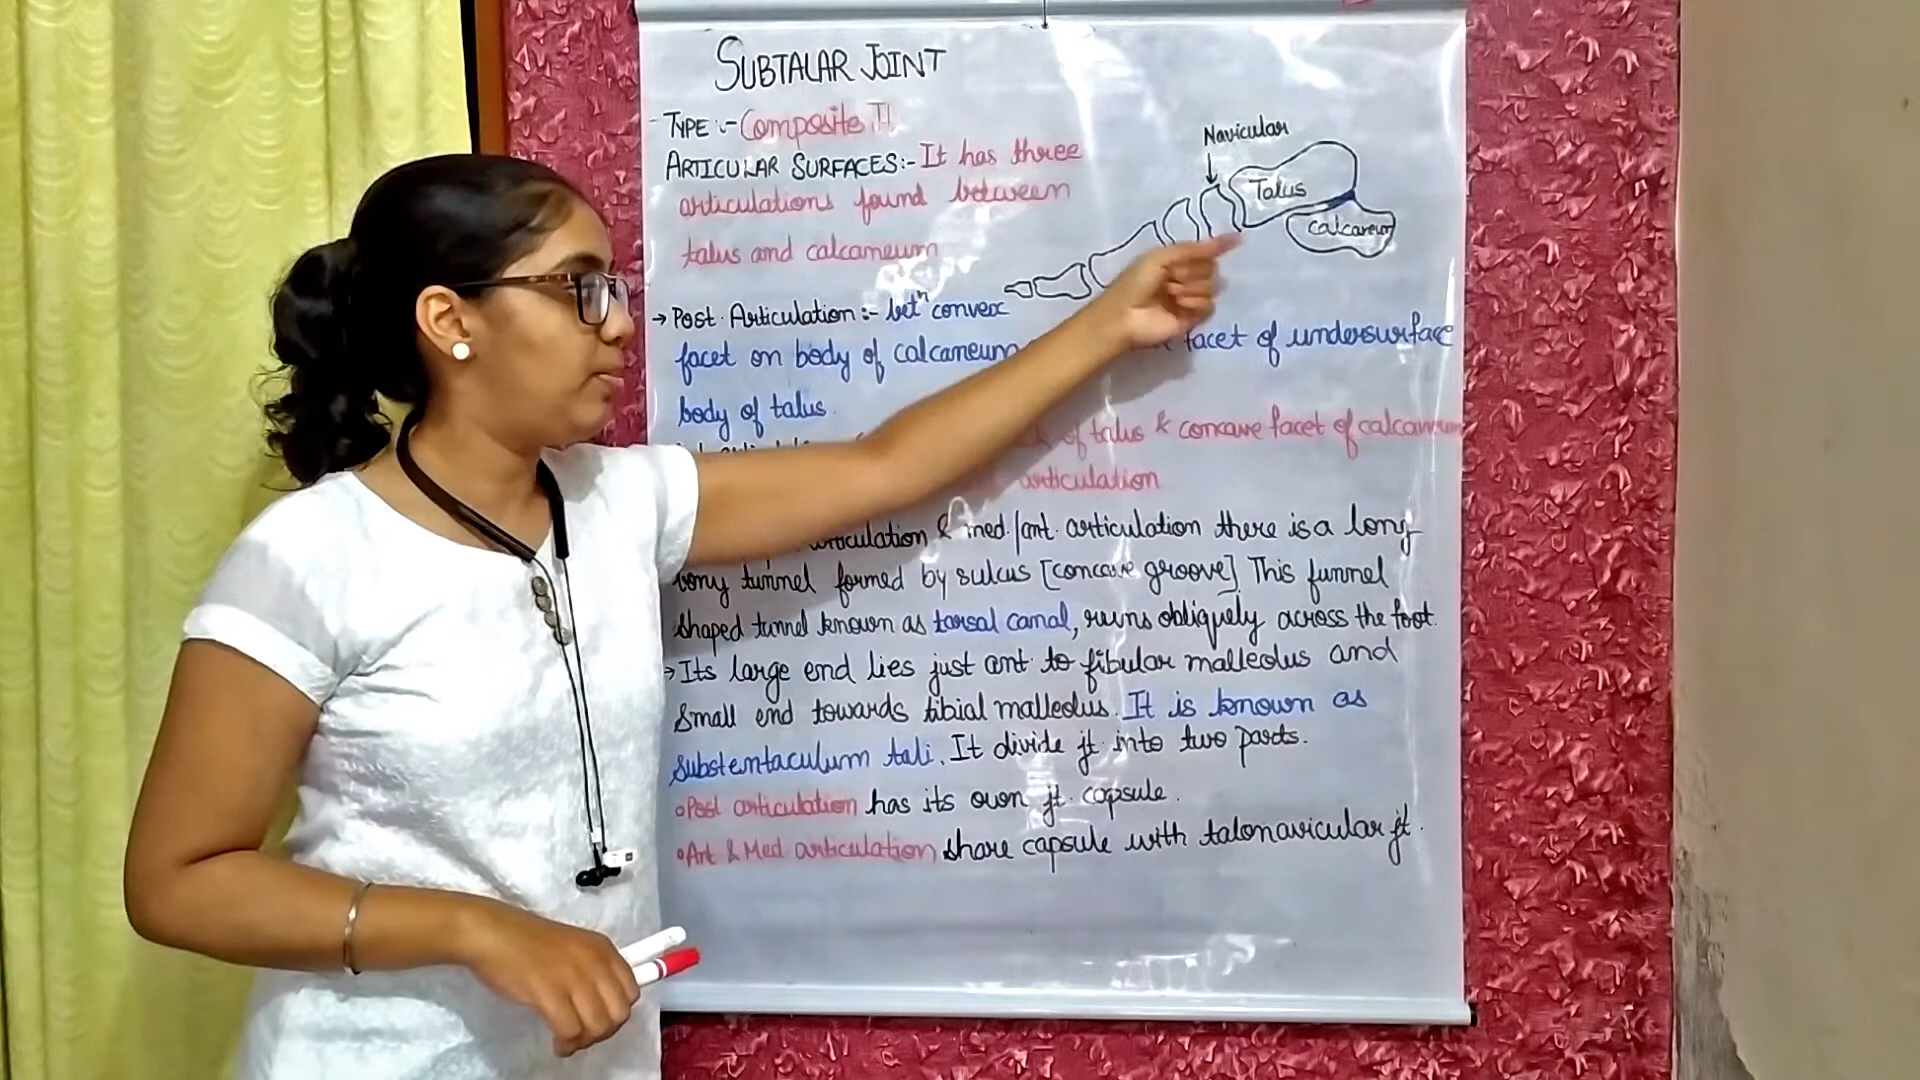 SUBTALAR JOINT
TYPE :- Composite Jt
ARTICULAR SURFACES:- It has three
articulations found between
talus and calcaneum
Navicular
Talus
Calcaneum
→ Post. Articulation :- betⁿ convex
facet on body of calcaneum facet of undersurface
body of talus.
of talus & concave facet of calcaneum
articulation
articulation & med./ant. articulation there is a long
bony tunnel formed by sulcus [concave groove] This funnel
shaped tunnel known as tarsal canal, runs obliquely across the foot.
→ Its large end lies just ant to fibular malleolus and
small end towards tibial malleolus. It is known as
Substentaculum tali. It divide jt into two parts.
o Post articulation has its own jt. capsule.
o Ant & Med articulation share capsule with talonavicular jt.